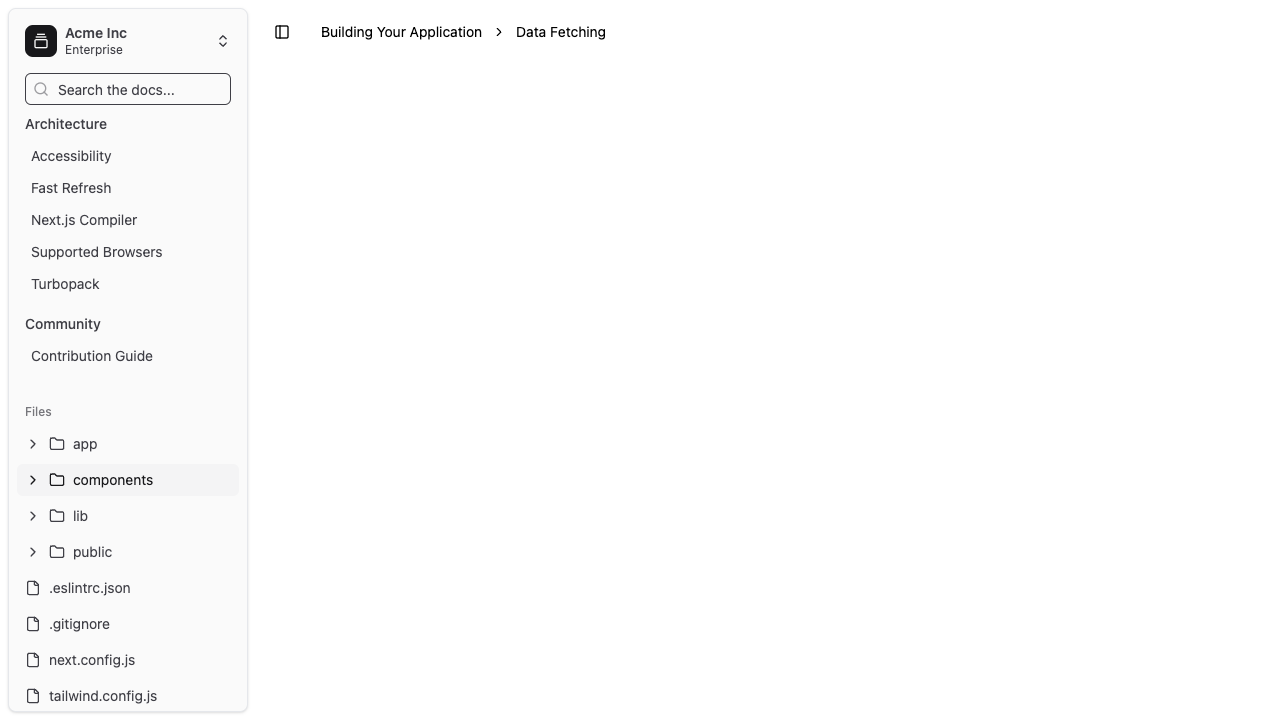 Acme Inc
Enterprise
Search the docs...
Architecture
Accessibility
Fast Refresh
Next.js Compiler
Supported Browsers
Turbopack
Community
Contribution Guide
Files
app
components
lib
public
.eslintrc.json
.gitignore
next.config.js
tailwind.config.js
Building Your Application
Data Fetching